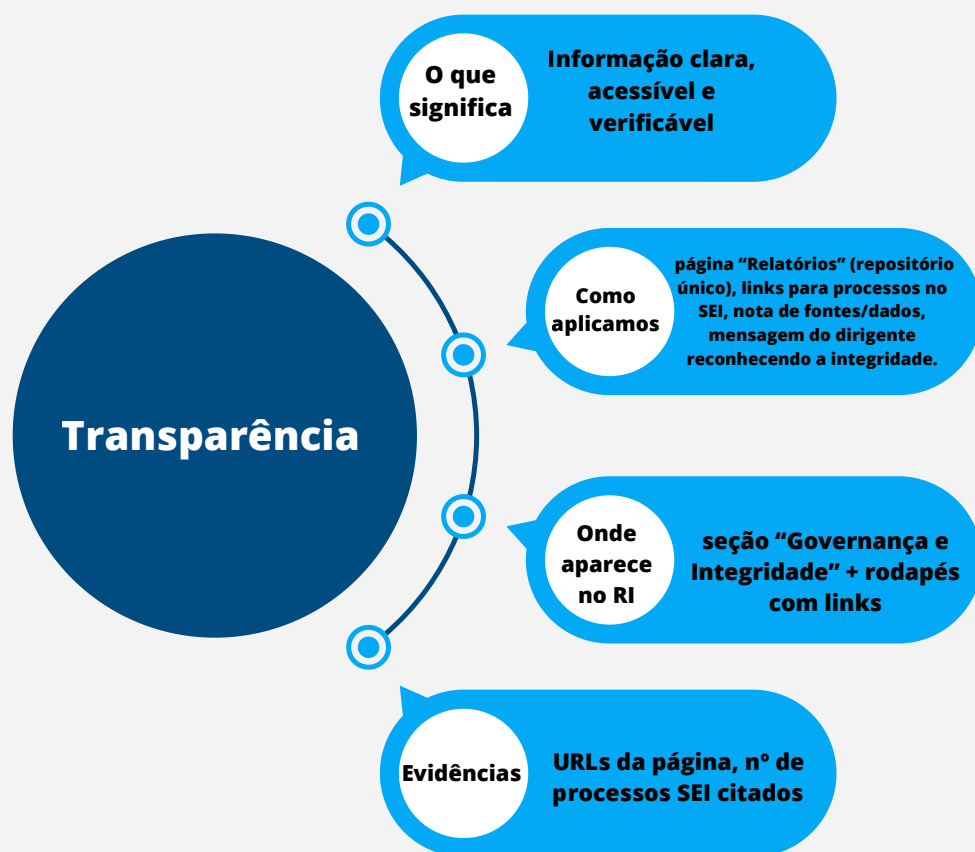 O que
significa
Informação clara,
acessível e
verificável
Transparência
Como
aplicamos
página “Relatórios” (repositório
único), links para processos no
SEI, nota de fontes/dados,
mensagem do dirigente
reconhecendo a integridade.
Onde
aparece
no RI
seção “Governança e
Integridade” + rodapés
com links
Evidências
URLs da página, nº de
processos SEI citados